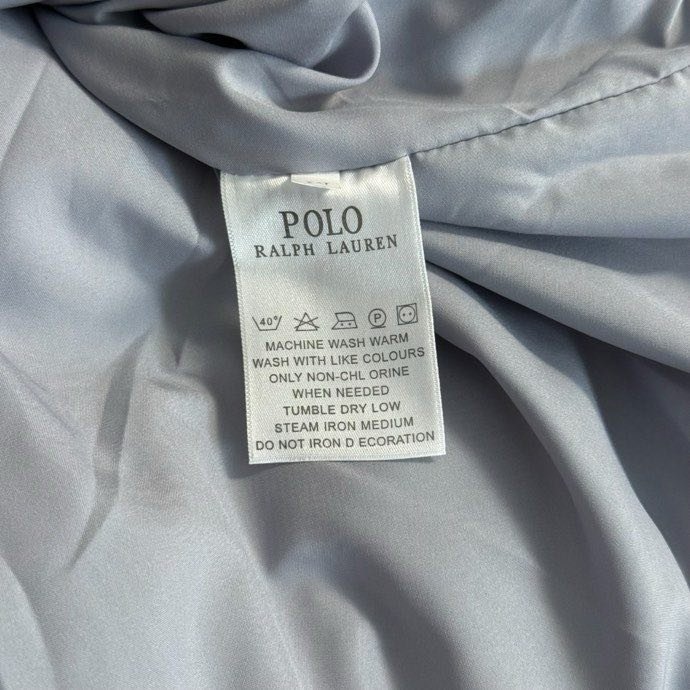 POLO
RALPH LAUREN
40°
P
MACHINE WASH WARM
WASH WITH LIKE COLOURS
ONLY NON-CHL ORINE
WHEN NEEDED
TUMBLE DRY LOW
STEAM IRON MEDIUM
DO NOT IRON D ECORATION